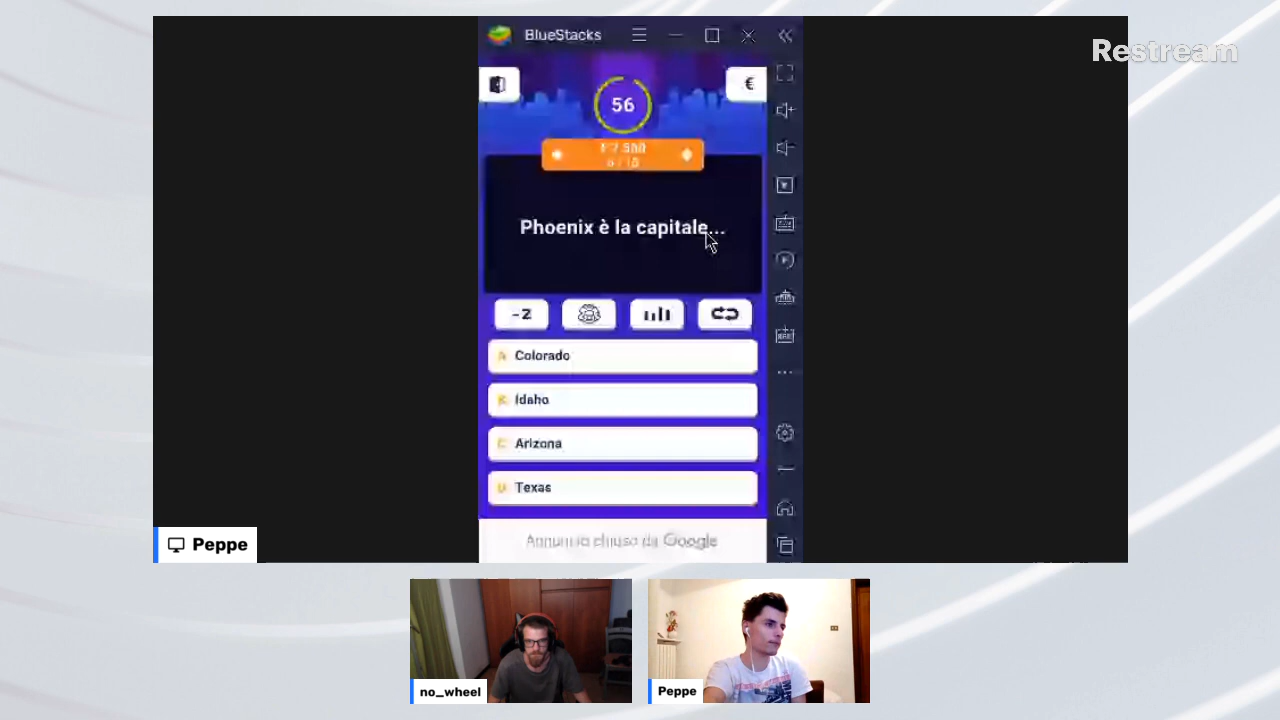 BlueStacks
Restream
€
56
Phoenix è la capitale...
-2
Colorado
Idaho
Arizona
Texas
Annuncio chiuso da Google
Peppe
no_wheel
Peppe